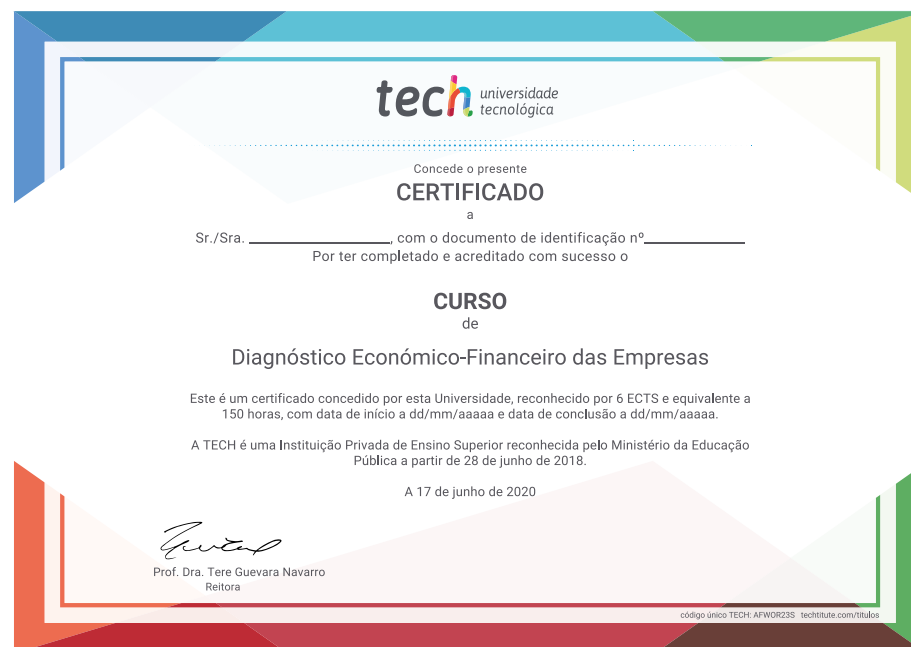 tech universidade
tecnológica
Concede o presente
CERTIFICADO
a
Sr./Sra. ________________, com o documento de identificação nº____________
Por ter completado e acreditado com sucesso o
CURSO
de
Diagnóstico Económico-Financeiro das Empresas
Este é um certificado concedido por esta Universidade, reconhecido por 6 ECTS e equivalente a
150 horas, com data de início a dd/mm/aaaaa e data de conclusão a dd/mm/aaaaa.
A TECH é uma Instituição Privada de Ensino Superior reconhecida pelo Ministério da Educação
Pública a partir de 28 de junho de 2018.
A 17 de junho de 2020
Prof. Dra. Tere Guevara Navarro
Reitora
código único TECH: AFWOR23S techtitute.com/títulos